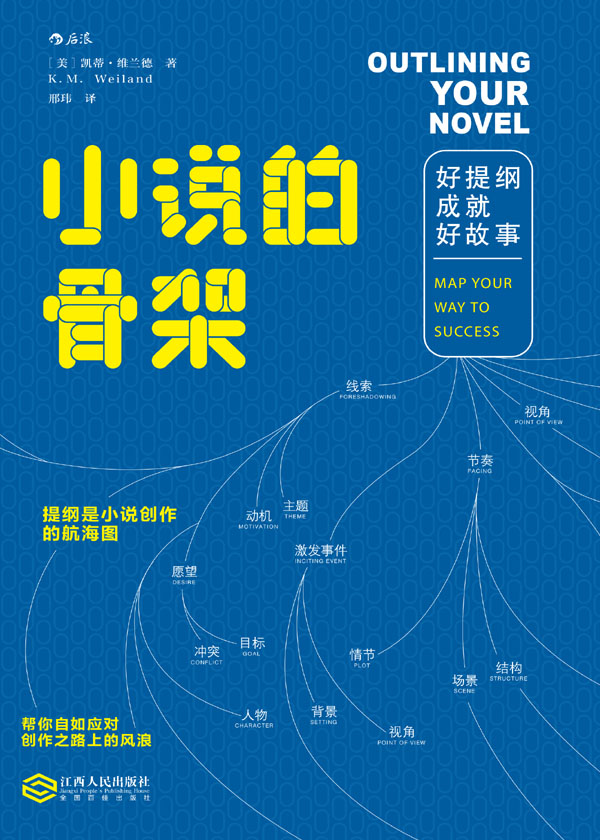 后浪
[美] 凯蒂·维兰德 著
K.M. Weiland
邢玮 译
OUTLINING
YOUR
NOVEL
小说的
骨架
好提纲
成就
好故事
MAP YOUR
WAY TO
SUCCESS
线索
FORESHADOWING
视角
POINT OF VIEW
节奏
PACING
主题
THEME
动机
MOTIVATION
提纲是小说创作
的航海图
激发事件
INCITING EVENT
愿望
DESIRE
目标
GOAL
冲突
CONFLICT
情节
PLOT
结构
STRUCTURE
场景
SCENE
人物
CHARACTER
背景
SETTING
视角
POINT OF VIEW
帮你自如应对
创作之路上的风浪
江西人民出版社
Jiangxi People's Publishing House
全国百佳出版社